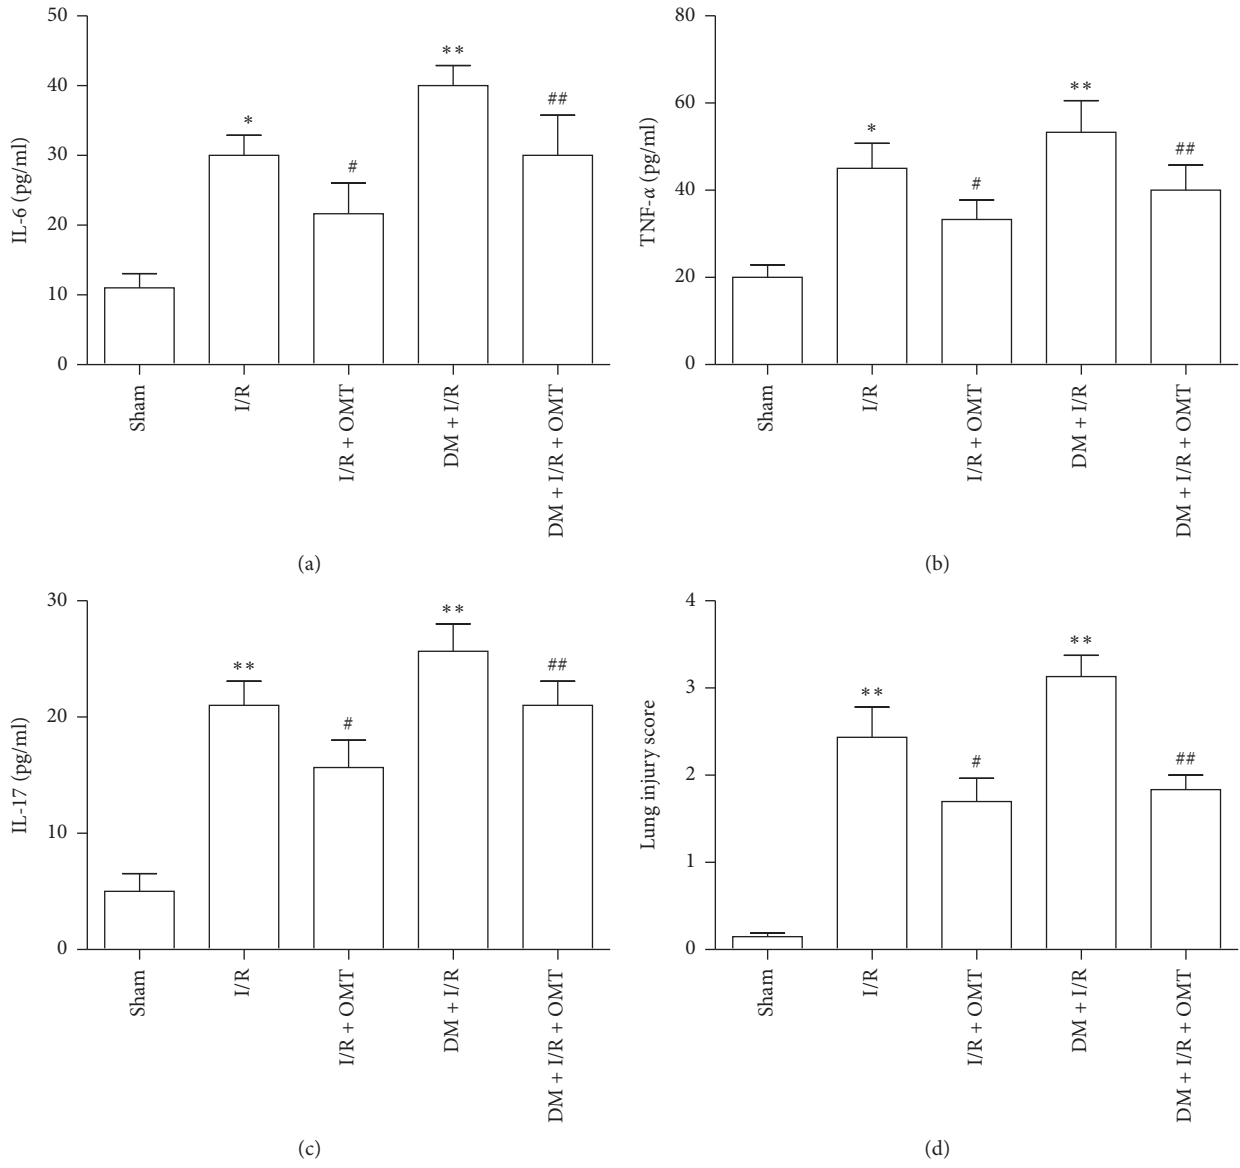 IL-6 (pg/ml)
50
40
30
20
10
0
*
#
**
##
Sham
I/R
I/R + OMT
DM + I/R
DM + I/R + OMT
(a)
TNF-α (pg/ml)
80
60
40
20
0
*
#
**
##
Sham
I/R
I/R + OMT
DM + I/R
DM + I/R + OMT
(b)
IL-17 (pg/ml)
30
20
10
0
**
#
**
##
Sham
I/R
I/R + OMT
DM + I/R
DM + I/R + OMT
(c)
Lung injury score
4
3
2
1
0
**
#
**
##
Sham
I/R
I/R + OMT
DM + I/R
DM + I/R + OMT
(d)